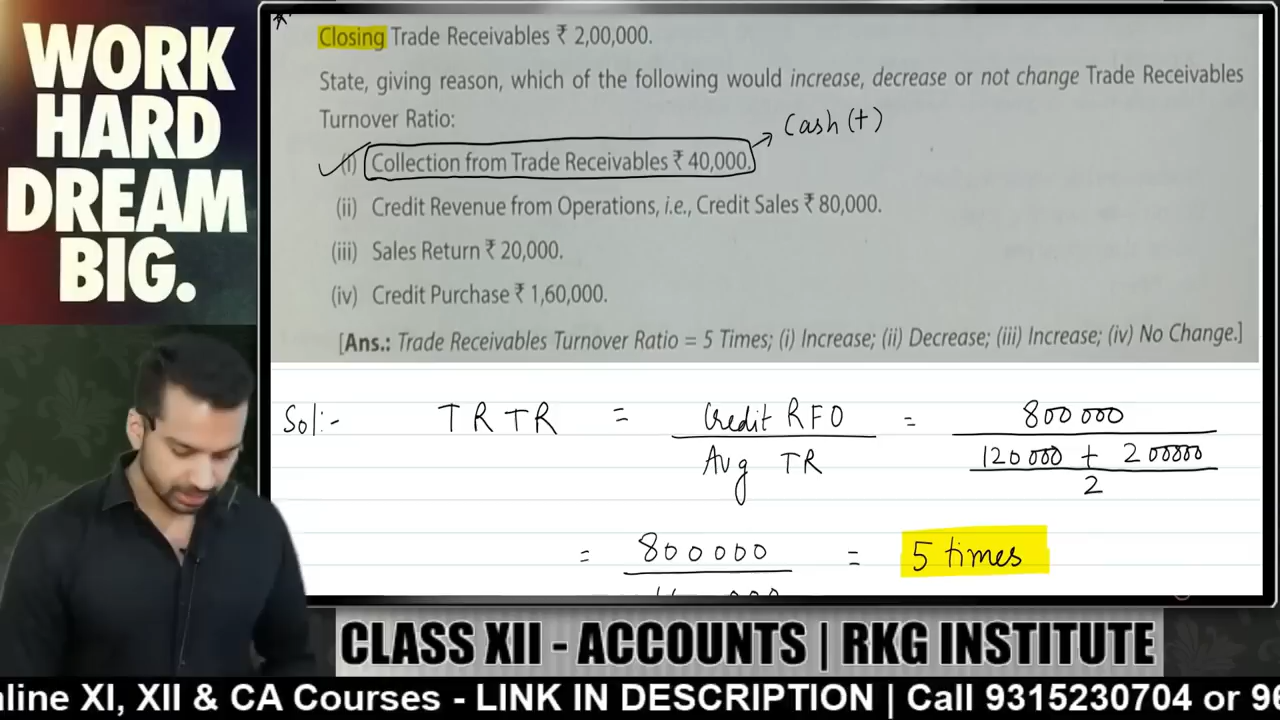 WORK
HARD
DREAM
BIG.
Closing Trade Receivables ₹ 2,00,000.
State, giving reason, which of the following would increase, decrease or not change Trade Receivables
Turnover Ratio:
Cash (+)
(i) Collection from Trade Receivables ₹ 40,000.
(ii) Credit Revenue from Operations, i.e., Credit Sales ₹ 80,000.
(iii) Sales Return ₹ 20,000.
(iv) Credit Purchase ₹ 1,60,000.
[Ans.: Trade Receivables Turnover Ratio = 5 Times; (i) Increase; (ii) Decrease; (iii) Increase; (iv) No Change.]
Sol:- TRTR = Credit RFO / Avg TR = 800000 / (120000 + 200000 / 2)
= 800000 = 5 times
CLASS XII - ACCOUNTS | RKG INSTITUTE
nline XI, XII & CA Courses - LINK IN DESCRIPTION | Call 9315230704 or 96